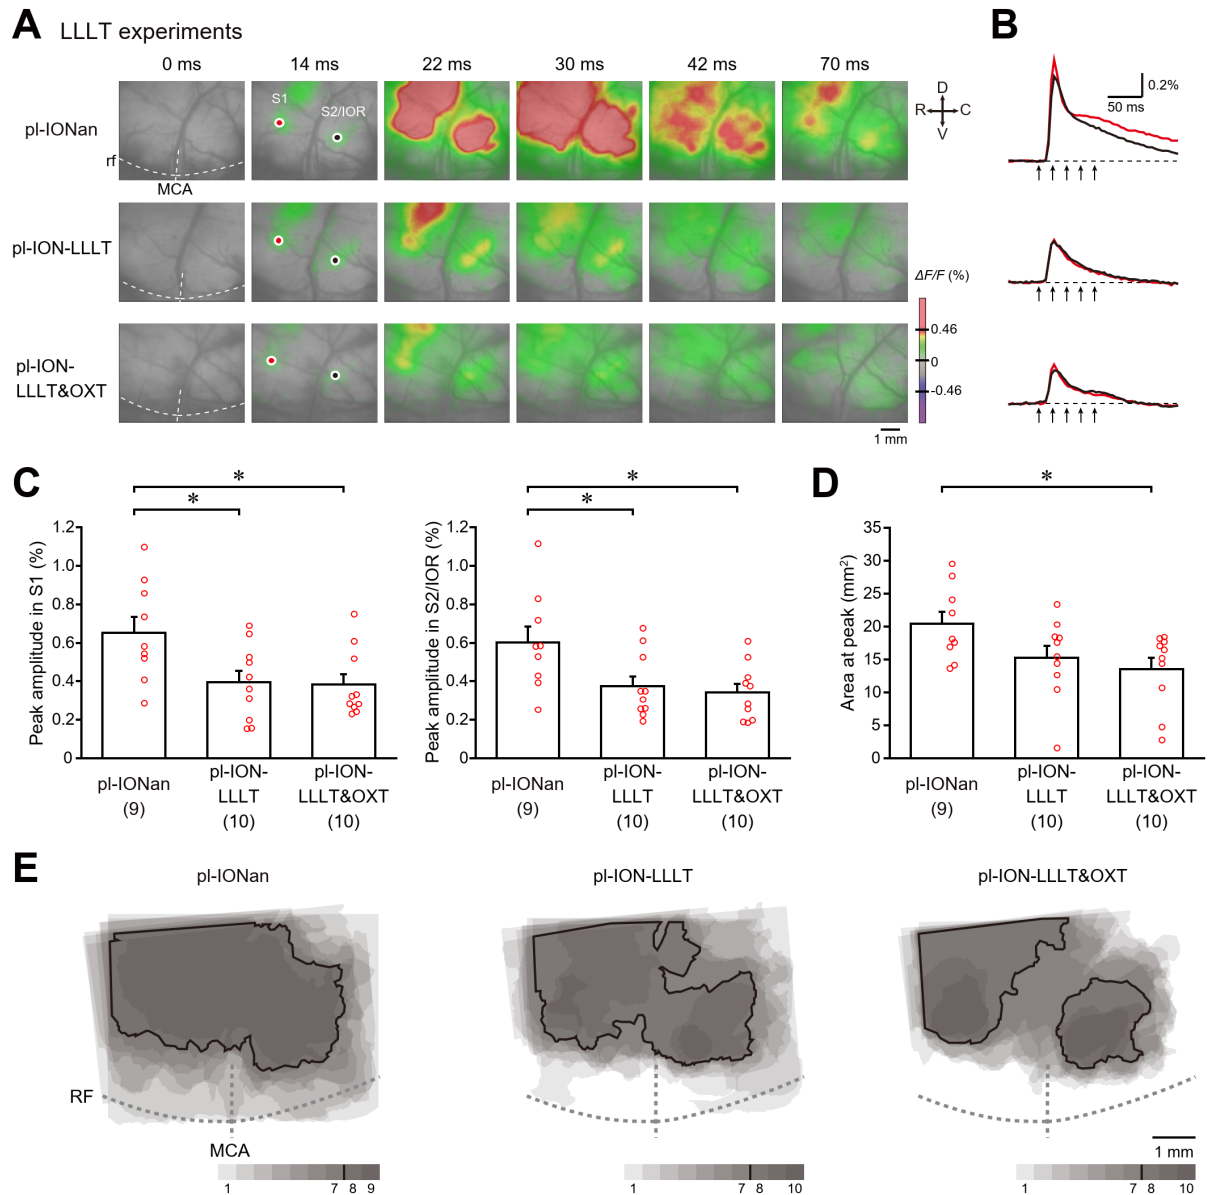 A LLLT experiments
B
0 ms 14 ms 22 ms 30 ms 42 ms 70 ms
pl-IONan
S1
S2/IOR
rf
MCA
D
R C
V
0.2%
50 ms
pl-ION-LLLT
ΔF/F (%)
0.46
0
-0.46
pl-ION-
LLLT&OXT
1 mm
C
* *
Peak amplitude in S1 (%)
1.2
1.0
0.8
0.6
0.4
0.2
0
pl-IONan
(9)
pl-ION-
LLLT
(10)
pl-ION-
LLLT&OXT
(10)
* *
Peak amplitude in S2/IOR (%)
1.2
1.0
0.8
0.6
0.4
0.2
0
pl-IONan
(9)
pl-ION-
LLLT
(10)
pl-ION-
LLLT&OXT
(10)
D
*
Area at peak (mm²)
35
30
25
20
15
10
5
0
pl-IONan
(9)
pl-ION-
LLLT
(10)
pl-ION-
LLLT&OXT
(10)
E
pl-IONan pl-ION-LLLT pl-ION-LLLT&OXT
RF
MCA
1 mm
1 7 8 9
1 7 8 10
1 7 8 10